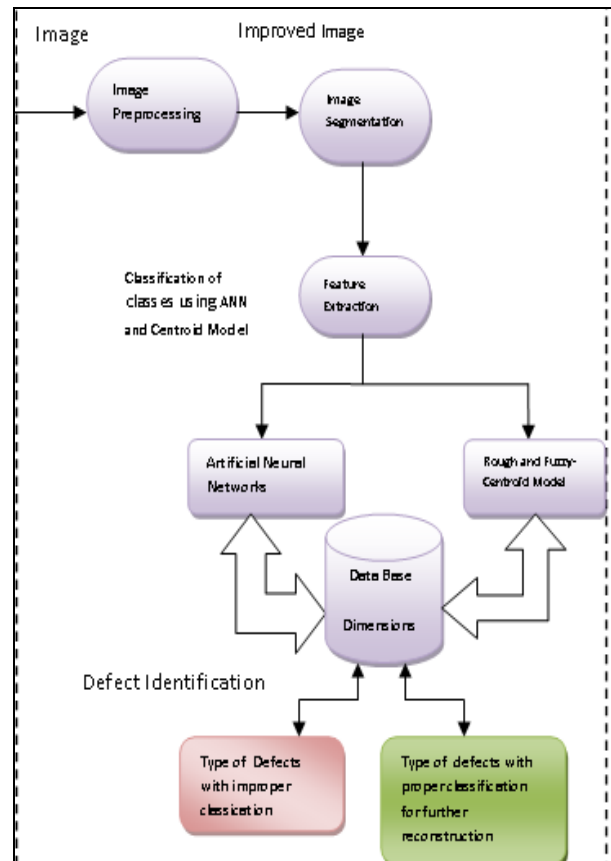 Image
Improved Image
Image
Preprocessing
Image
Segmentation
Classification of
classes using ANN
and Centroid Model
Feature
Extraction
Artificial Neural
Networks
Rough and Fuzzy-
Centroid Model
Data Base
Dimensions
Defect Identification
Type of Defects
with improper
classication
Type of defects with
proper classification
for further
reconstruction